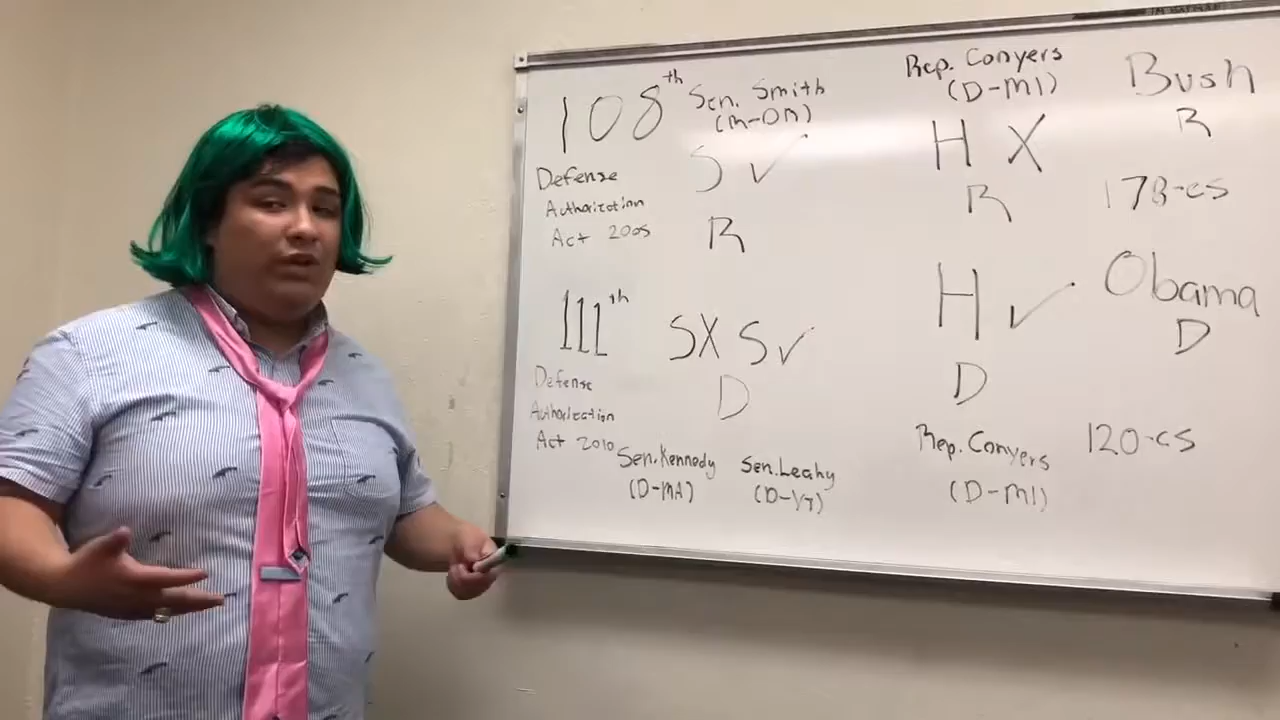 108th
Sen. Smith
(R-OR)
Rep. Conyers
(D-MI)
Bush
R
S ✓
H X
Defense
Authorization
Act 2005
R
R
178-cs
111th
SX S✓
H ✓
Obama
D
D
D
Defense
Authorization
Act 2010
Sen. Kennedy
(D-MA)
Sen. Leahy
(D-VT)
Rep. Conyers
(D-MI)
120-cs